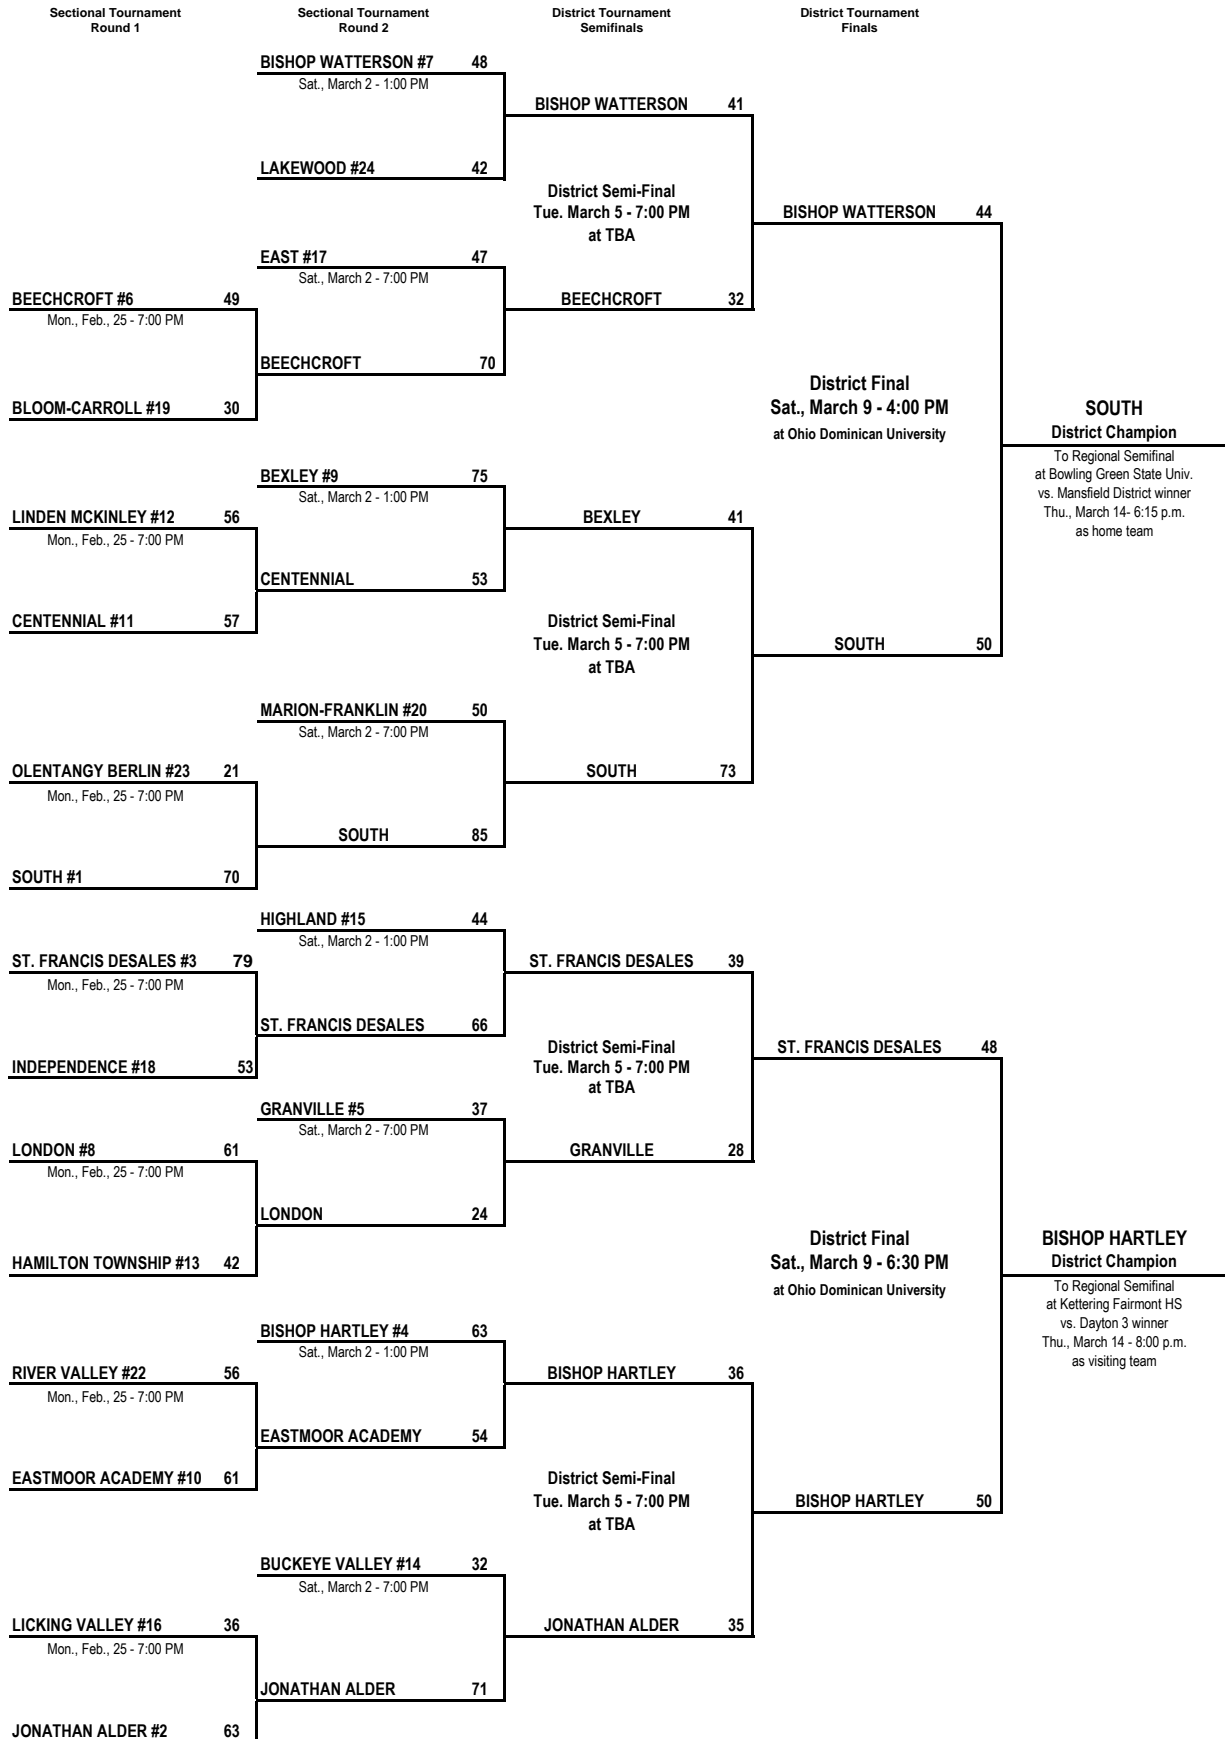 Sectional Tournament
Round 1
Sectional Tournament
Round 2
District Tournament
Semifinals
District Tournament
Finals
BISHOP WATTERSON #7 48
Sat., March 2 - 1:00 PM
BISHOP WATTERSON 41
LAKEWOOD #24 42
District Semi-Final
Tue. March 5 - 7:00 PM
at TBA
BISHOP WATTERSON 44
EAST #17 47
Sat., March 2 - 7:00 PM
BEECHCROFT #6 49
Mon., Feb., 25 - 7:00 PM
BEECHCROFT 32
BEECHCROFT 70
BLOOM-CARROLL #19 30
District Final
Sat., March 9 - 4:00 PM
at Ohio Dominican University
SOUTH
District Champion
To Regional Semifinal
at Bowling Green State Univ.
vs. Mansfield District winner
Thu., March 14- 6:15 p.m.
as home team
BEXLEY #9 75
Sat., March 2 - 1:00 PM
LINDEN MCKINLEY #12 56
Mon., Feb., 25 - 7:00 PM
BEXLEY 41
CENTENNIAL 53
CENTENNIAL #11 57
District Semi-Final
Tue. March 5 - 7:00 PM
at TBA
SOUTH 50
MARION-FRANKLIN #20 50
Sat., March 2 - 7:00 PM
OLENTANGY BERLIN #23 21
Mon., Feb., 25 - 7:00 PM
SOUTH 73
SOUTH 85
SOUTH #1 70
HIGHLAND #15 44
Sat., March 2 - 1:00 PM
ST. FRANCIS DESALES #3 79
Mon., Feb., 25 - 7:00 PM
ST. FRANCIS DESALES 39
ST. FRANCIS DESALES 66
INDEPENDENCE #18 53
District Semi-Final
Tue. March 5 - 7:00 PM
at TBA
ST. FRANCIS DESALES 48
GRANVILLE #5 37
Sat., March 2 - 7:00 PM
LONDON #8 61
Mon., Feb., 25 - 7:00 PM
GRANVILLE 28
LONDON 24
HAMILTON TOWNSHIP #13 42
District Final
Sat., March 9 - 6:30 PM
at Ohio Dominican University
BISHOP HARTLEY
District Champion
To Regional Semifinal
at Kettering Fairmont HS
vs. Dayton 3 winner
Thu., March 14 - 8:00 p.m.
as visiting team
BISHOP HARTLEY #4 63
Sat., March 2 - 1:00 PM
RIVER VALLEY #22 56
Mon., Feb., 25 - 7:00 PM
BISHOP HARTLEY 36
EASTMOOR ACADEMY 54
EASTMOOR ACADEMY #10 61
District Semi-Final
Tue. March 5 - 7:00 PM
at TBA
BISHOP HARTLEY 50
BUCKEYE VALLEY #14 32
Sat., March 2 - 7:00 PM
LICKING VALLEY #16 36
Mon., Feb., 25 - 7:00 PM
JONATHAN ALDER 35
JONATHAN ALDER 71
JONATHAN ALDER #2 63